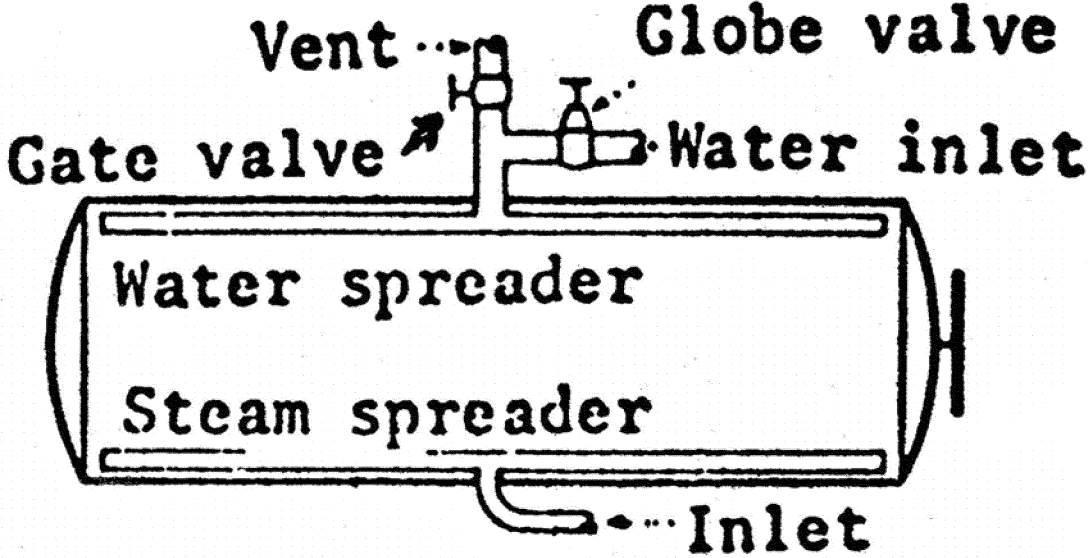 Vent
Globe valve
Gate valve
Water inlet
Water spreader
Steam spreader
Inlet